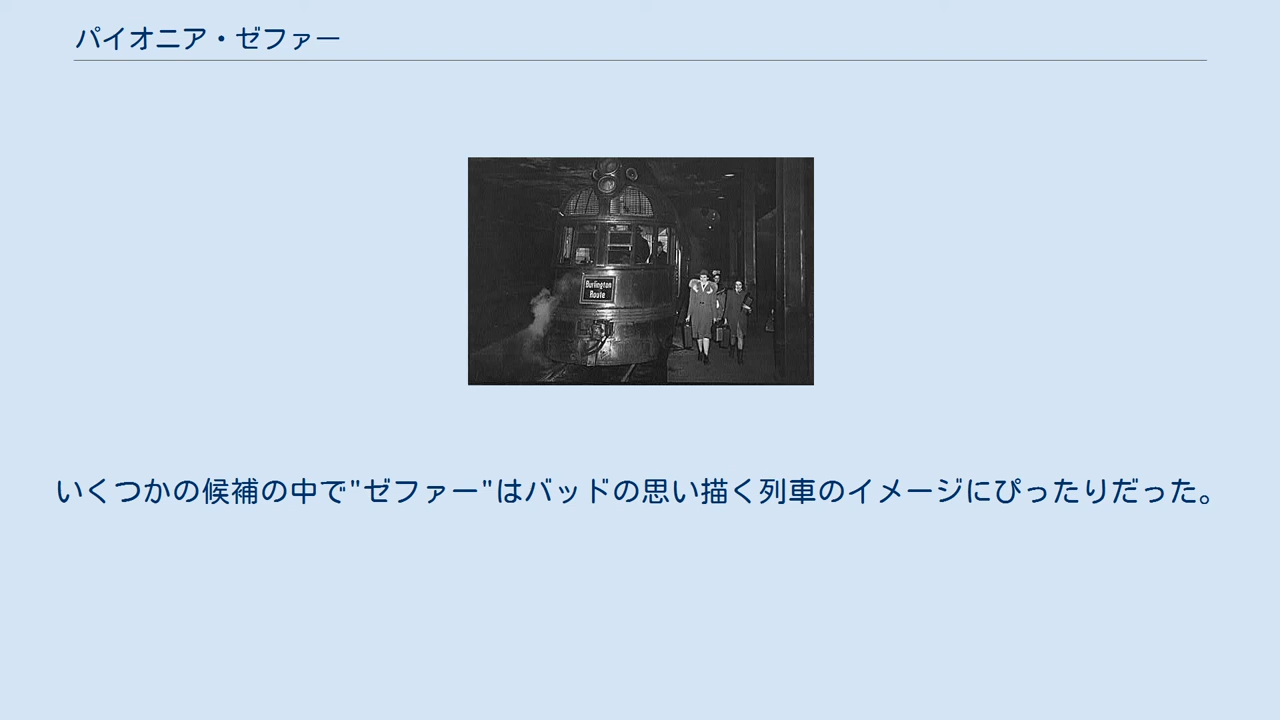 パイオニア・ゼファー
Burlington
Route
いくつかの候補の中で"ゼファー"はバッドの思い描く列車のイメージにぴったりだった。